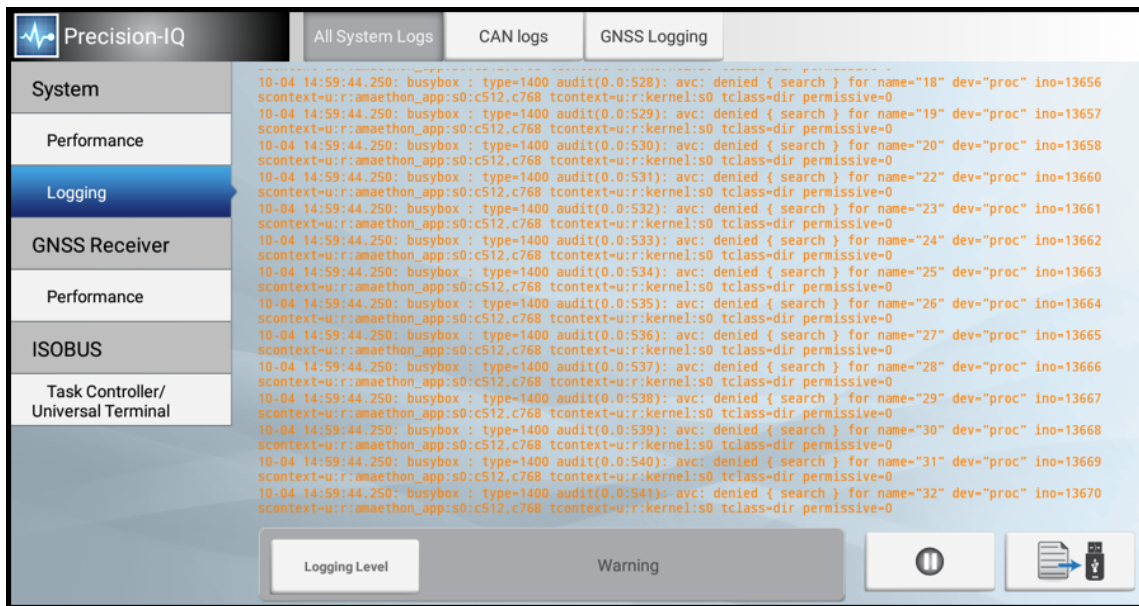 Precision-IQ
All System Logs
CAN logs
GNSS Logging
System
Performance
Logging
GNSS Receiver
Performance
ISOBUS
Task Controller/
Universal Terminal
10-04 14:59:44.250: busybox : type=1400 audit(0.0:528): avc: denied { search } for name="18" dev="proc" ino=13656
scontext=u:r:amaethon_app:s0:c512,c768 tcontext=u:r:kernel:s0 tclass=dir permissive=0
10-04 14:59:44.250: busybox : type=1400 audit(0.0:529): avc: denied { search } for name="19" dev="proc" ino=13657
scontext=u:r:amaethon_app:s0:c512,c768 tcontext=u:r:kernel:s0 tclass=dir permissive=0
10-04 14:59:44.250: busybox : type=1400 audit(0.0:530): avc: denied { search } for name="20" dev="proc" ino=13658
scontext=u:r:amaethon_app:s0:c512,c768 tcontext=u:r:kernel:s0 tclass=dir permissive=0
10-04 14:59:44.250: busybox : type=1400 audit(0.0:531): avc: denied { search } for name="22" dev="proc" ino=13660
scontext=u:r:amaethon_app:s0:c512,c768 tcontext=u:r:kernel:s0 tclass=dir permissive=0
10-04 14:59:44.250: busybox : type=1400 audit(0.0:532): avc: denied { search } for name="23" dev="proc" ino=13661
scontext=u:r:amaethon_app:s0:c512,c768 tcontext=u:r:kernel:s0 tclass=dir permissive=0
10-04 14:59:44.250: busybox : type=1400 audit(0.0:533): avc: denied { search } for name="24" dev="proc" ino=13662
scontext=u:r:amaethon_app:s0:c512,c768 tcontext=u:r:kernel:s0 tclass=dir permissive=0
10-04 14:59:44.250: busybox : type=1400 audit(0.0:534): avc: denied { search } for name="25" dev="proc" ino=13663
scontext=u:r:amaethon_app:s0:c512,c768 tcontext=u:r:kernel:s0 tclass=dir permissive=0
10-04 14:59:44.250: busybox : type=1400 audit(0.0:535): avc: denied { search } for name="26" dev="proc" ino=13664
scontext=u:r:amaethon_app:s0:c512,c768 tcontext=u:r:kernel:s0 tclass=dir permissive=0
10-04 14:59:44.250: busybox : type=1400 audit(0.0:536): avc: denied { search } for name="27" dev="proc" ino=13665
scontext=u:r:amaethon_app:s0:c512,c768 tcontext=u:r:kernel:s0 tclass=dir permissive=0
10-04 14:59:44.250: busybox : type=1400 audit(0.0:537): avc: denied { search } for name="28" dev="proc" ino=13666
scontext=u:r:amaethon_app:s0:c512,c768 tcontext=u:r:kernel:s0 tclass=dir permissive=0
10-04 14:59:44.250: busybox : type=1400 audit(0.0:538): avc: denied { search } for name="29" dev="proc" ino=13667
scontext=u:r:amaethon_app:s0:c512,c768 tcontext=u:r:kernel:s0 tclass=dir permissive=0
10-04 14:59:44.250: busybox : type=1400 audit(0.0:539): avc: denied { search } for name="30" dev="proc" ino=13668
scontext=u:r:amaethon_app:s0:c512,c768 tcontext=u:r:kernel:s0 tclass=dir permissive=0
10-04 14:59:44.250: busybox : type=1400 audit(0.0:540): avc: denied { search } for name="31" dev="proc" ino=13669
scontext=u:r:amaethon_app:s0:c512,c768 tcontext=u:r:kernel:s0 tclass=dir permissive=0
10-04 14:59:44.250: busybox : type=1400 audit(0.0:541): avc: denied { search } for name="32" dev="proc" ino=13670
scontext=u:r:amaethon_app:s0:c512,c768 tcontext=u:r:kernel:s0 tclass=dir permissive=0
Logging Level
Warning